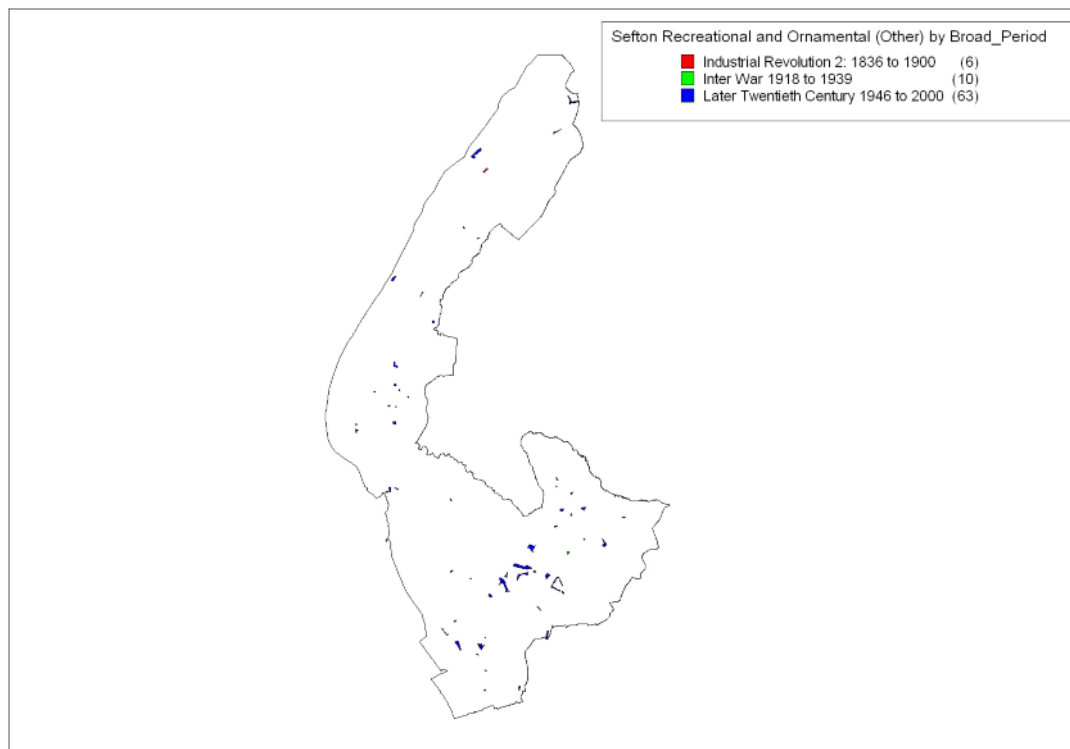 Sefton Recreational and Ornamental (Other) by Broad_Period
Industrial Revolution 2: 1836 to 1900 (6)
Inter War 1918 to 1939 (10)
Later Twentieth Century 1946 to 2000 (63)